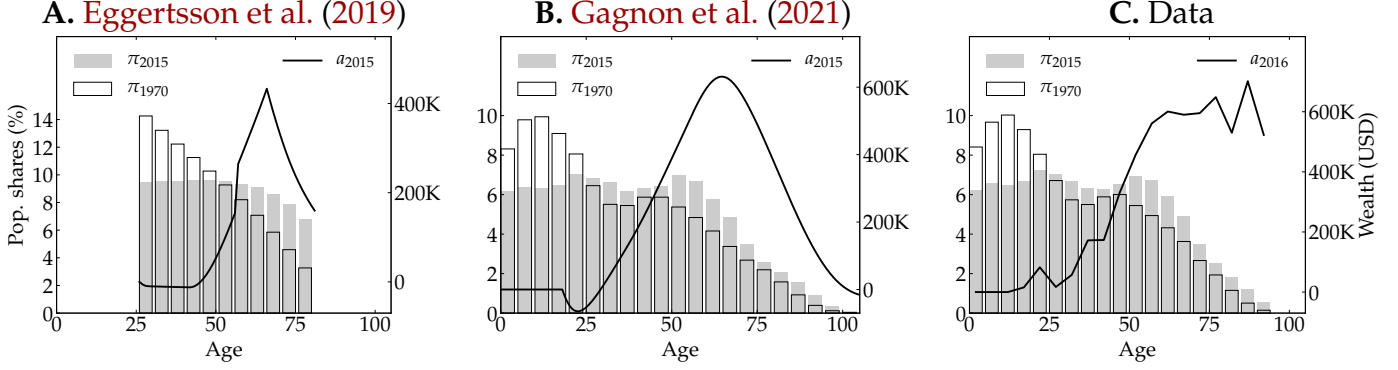 A. Eggertsson et al. (2019)
π2015
π1970
a2015
Pop. shares (%)
14
12
10
8
6
4
2
0
400K
200K
0
0 25 50 75 100
Age
B. Gagnon et al. (2021)
π2015
π1970
a2015
10
8
6
4
2
0
600K
400K
200K
0
0 25 50 75 100
Age
C. Data
π2015
π1970
a2016
10
8
6
4
2
0
600K
400K
200K
0
Wealth (USD)
0 25 50 75 100
Age